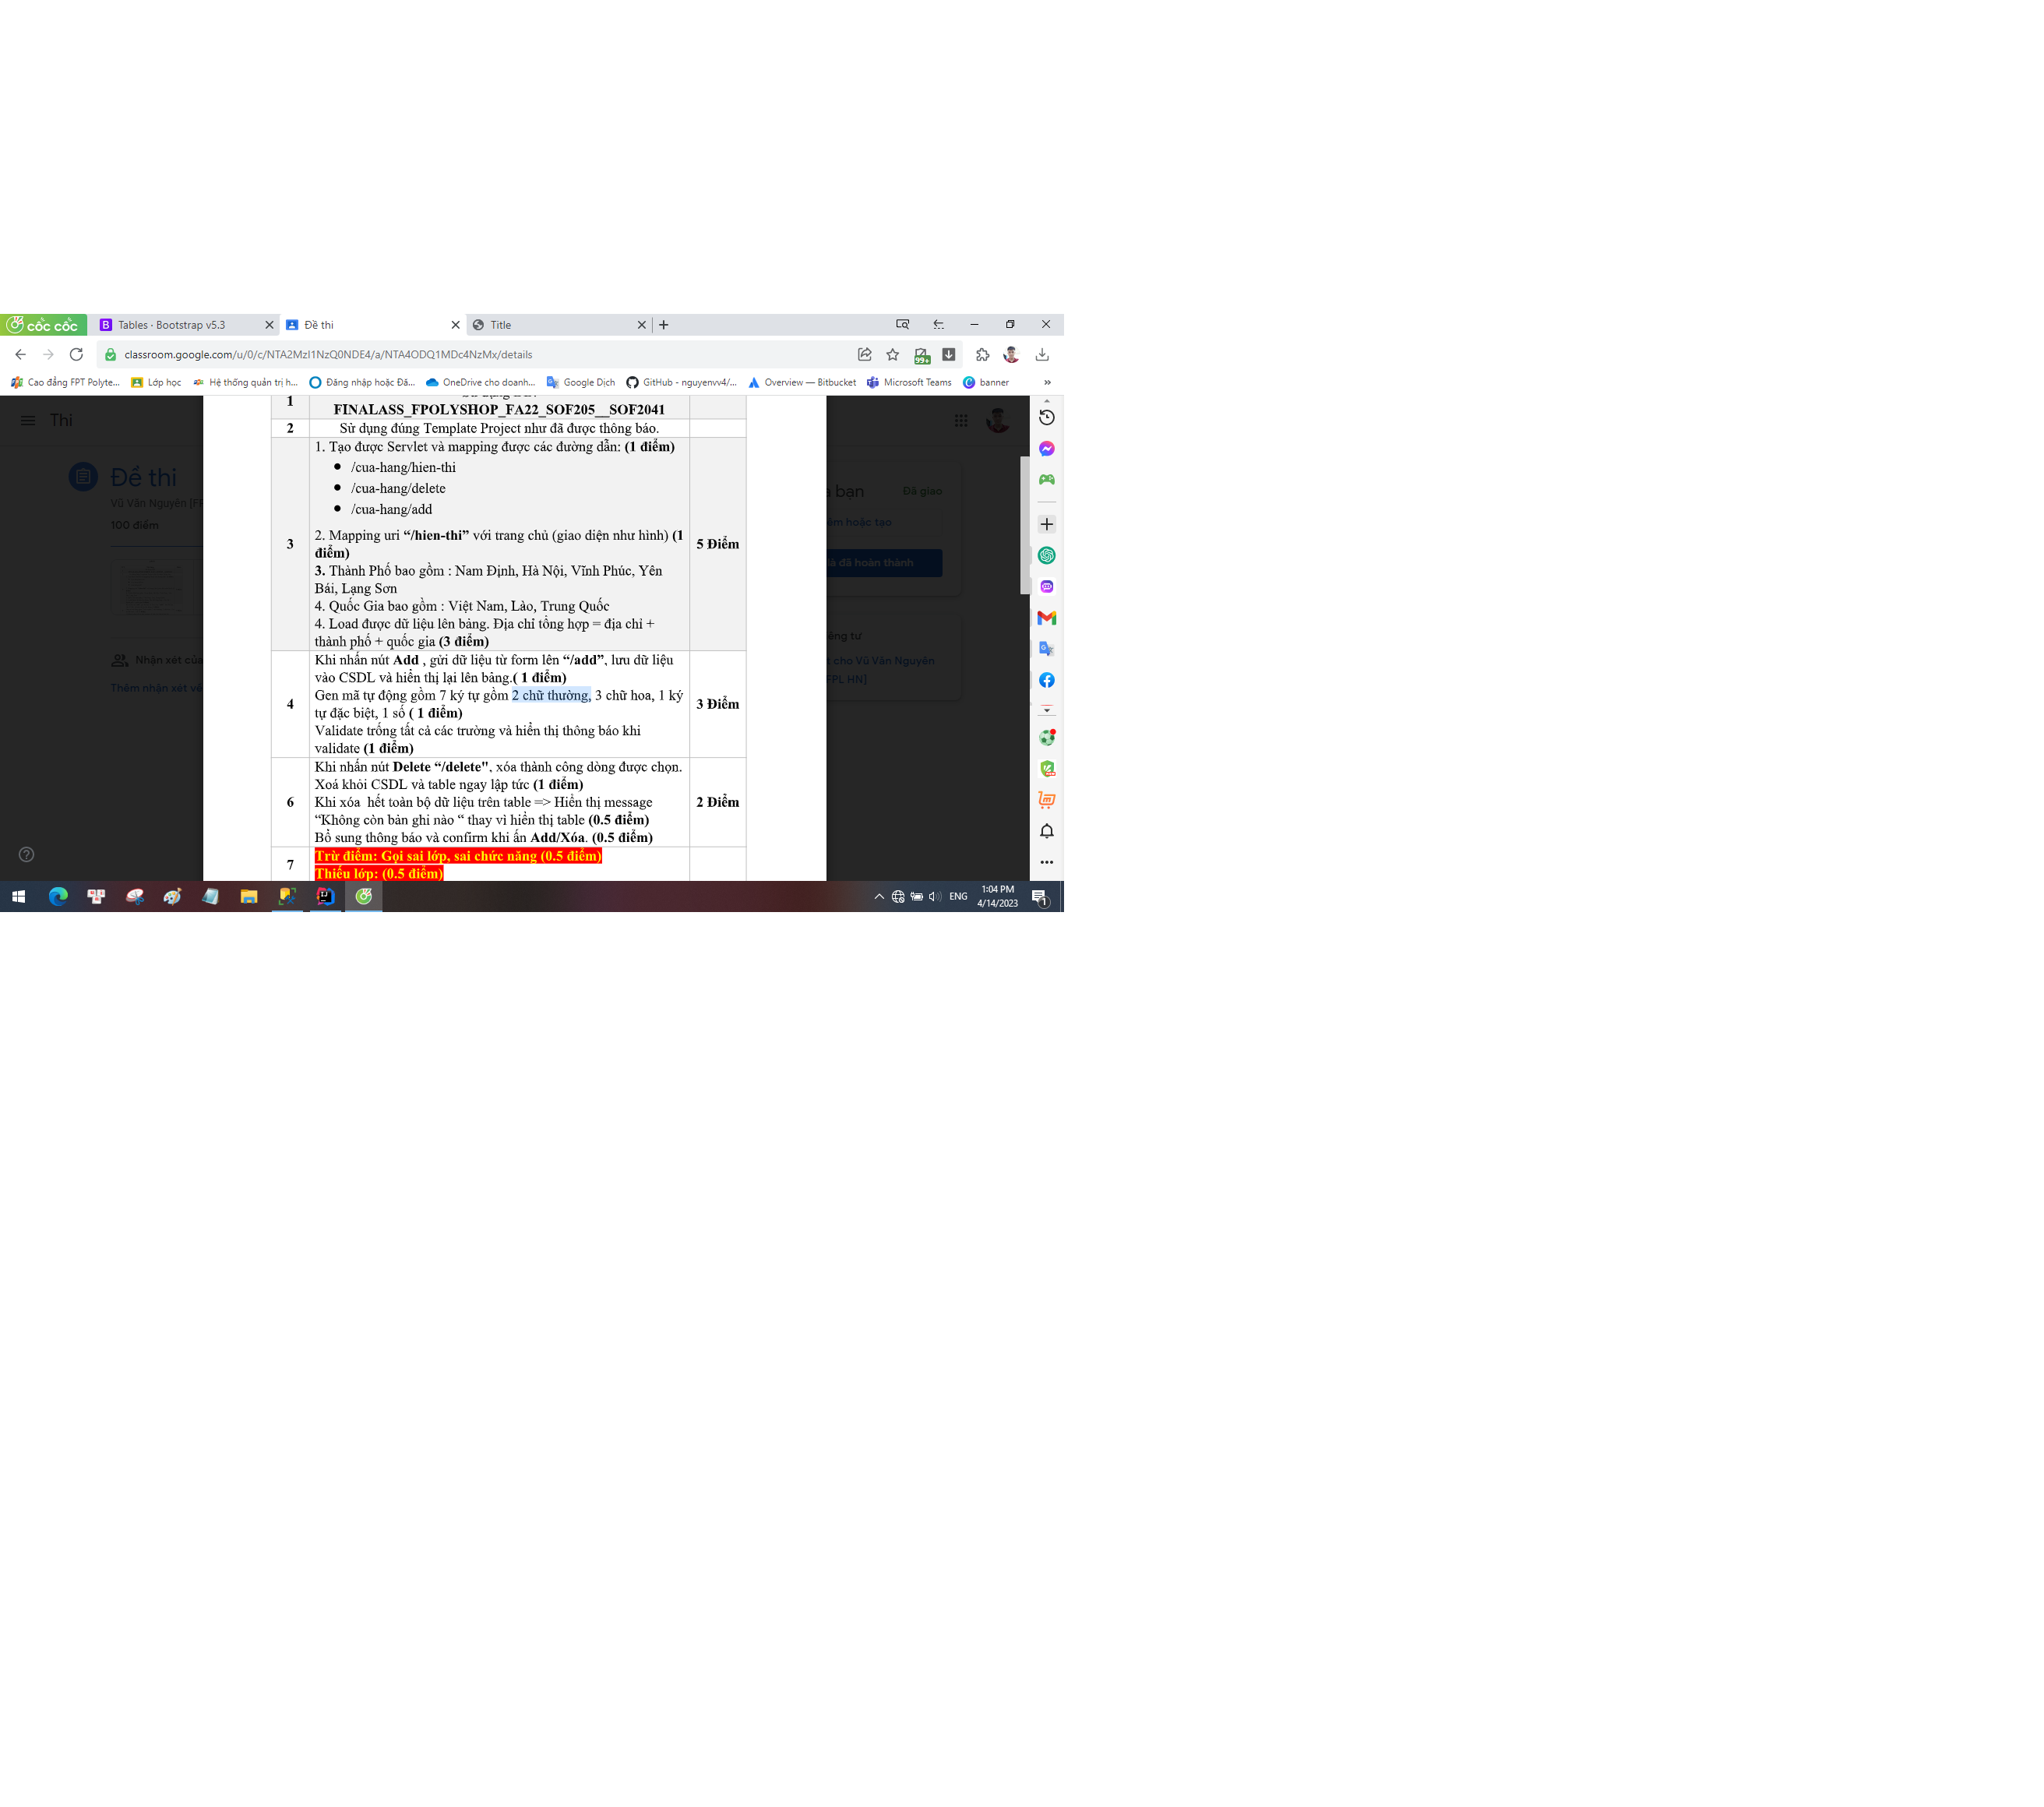 cốc cốc
Tables · Bootstrap v5.3
Đề thi
Title
classroom.google.com/u/0/c/NTA2MzI1NzQ0NDE4/a/NTA4ODQ1MDc4NzMx/details
99+
Cao đẳng FPT Polyte...
Lớp học
Hệ thống quản trị h...
Đăng nhập hoặc Đă...
OneDrive cho doanh...
Google Dịch
GitHub - nguyenvv4/...
Overview — Bitbucket
Microsoft Teams
banner
Thi
Đề thi
Vũ Văn Nguyên
100 điểm
Nhận xét của
Thêm nhận xét về
1
FINALASS_FPOLYSHOP_FA22_SOF205__SOF2041
2
Sử dụng đúng Template Project như đã được thông báo.
3
1. Tạo được Servlet và mapping được các đường dẫn: (1 điểm)
● /cua-hang/hien-thi
● /cua-hang/delete
● /cua-hang/add
2. Mapping uri “/hien-thi” với trang chủ (giao diện như hình) (1
điểm)
3. Thành Phố bao gồm : Nam Định, Hà Nội, Vĩnh Phúc, Yên
Bái, Lạng Sơn
4. Quốc Gia bao gồm : Việt Nam, Lào, Trung Quốc
4. Load được dữ liệu lên bảng. Địa chỉ tổng hợp = địa chỉ +
thành phố + quốc gia (3 điểm)
5 Điểm
4
Khi nhấn nút Add , gửi dữ liệu từ form lên “/add”, lưu dữ liệu
vào CSDL và hiển thị lại lên bảng.( 1 điểm)
Gen mã tự động gồm 7 ký tự gồm 2 chữ thường, 3 chữ hoa, 1 ký
tự đặc biệt, 1 số ( 1 điểm)
Validate trống tất cả các trường và hiển thị thông báo khi
validate (1 điểm)
3 Điểm
6
Khi nhấn nút Delete “/delete", xóa thành công dòng được chọn.
Xoá khỏi CSDL và table ngay lập tức (1 điểm)
Khi xóa  hết toàn bộ dữ liệu trên table => Hiển thị message
“Không còn bản ghi nào “ thay vì hiển thị table (0.5 điểm)
Bổ sung thông báo và confirm khi ấn Add/Xóa. (0.5 điểm)
2 Điểm
7
Trừ điểm: Gọi sai lớp, sai chức năng (0.5 điểm)
Thiếu lớp: (0.5 điểm)
bạn
Đã giao
hoặc tạo
là đã hoàn thành
riêng tư
cho Vũ Văn Nguyên
FPL HN]
ENG
1:04 PM
4/14/2023
1